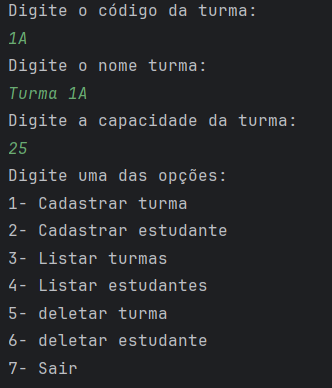 Digite o código da turma:
1A
Digite o nome turma:
Turma 1A
Digite a capacidade da turma:
25
Digite uma das opções:
1- Cadastrar turma
2- Cadastrar estudante
3- Listar turmas
4- Listar estudantes
5- deletar turma
6- deletar estudante
7- Sair